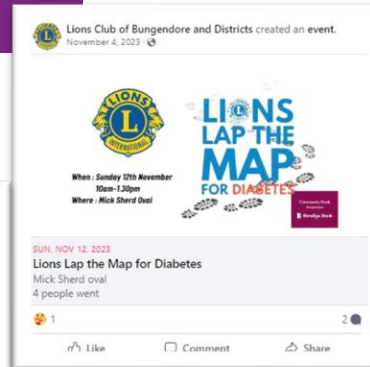 Lions Club of Bungendore and Districts created an event.
November 4, 2023 ·
LIONS
L
INTERNATIONAL
LIONS
LAP THE
MAP
FOR DIABETES
When : Sunday 12th November
10am-1.30pm
Where : Mick Sherd Oval
Community Bank
Bungendore
Bendigo Bank
SUN, NOV 12, 2023
Lions Lap the Map for Diabetes
Mick Sherd oval
4 people went
1
2
Like
Comment
Share